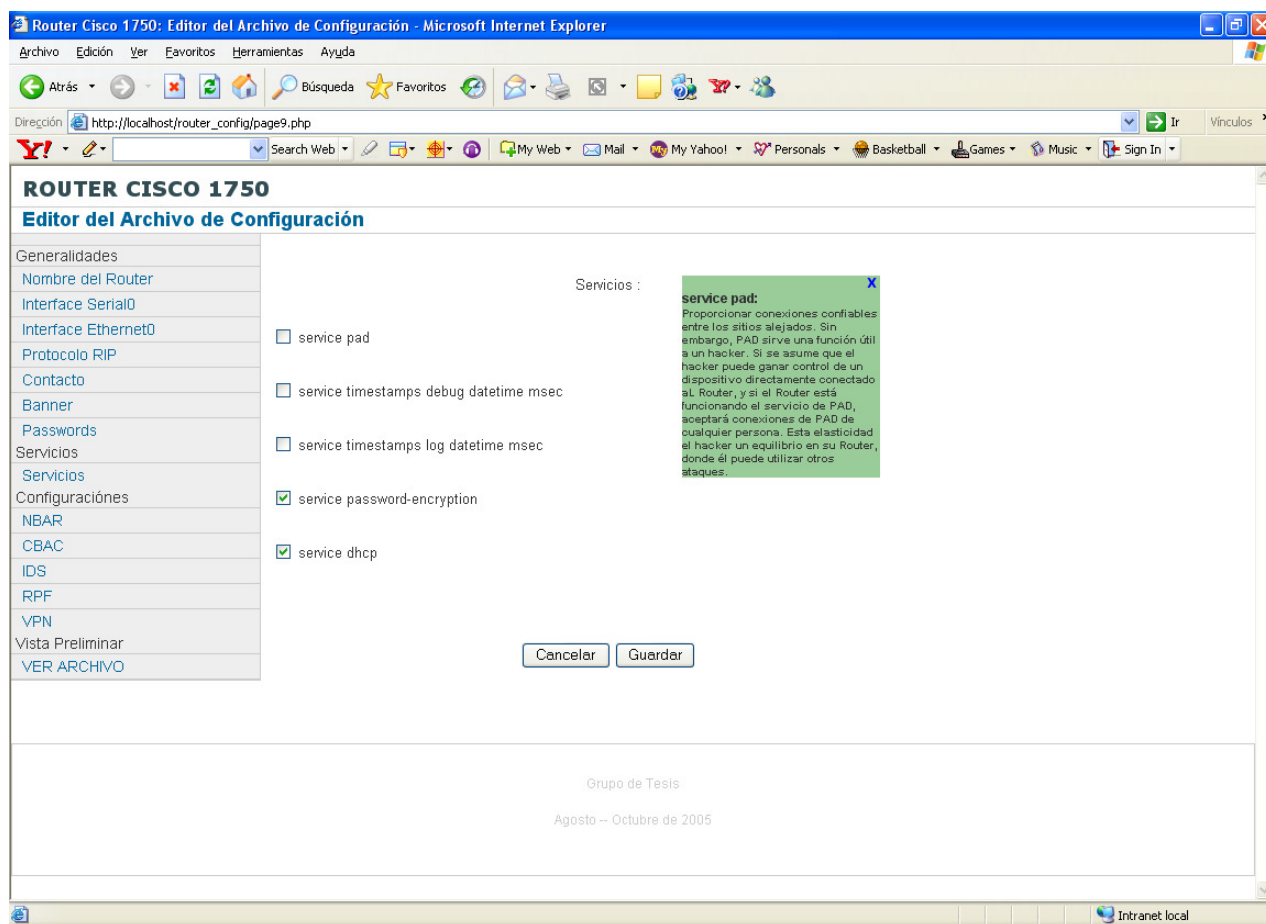 Router Cisco 1750: Editor del Archivo de Configuración - Microsoft Internet Explorer
Archivo Edición Ver Favoritos Herramientas Ayuda
Atrás Búsqueda Favoritos
Dirección http://localhost/router_config/page9.php Ir Vínculos
Y! Search Web My Web Mail My Yahoo! Personals Basketball Games Music Sign In
ROUTER CISCO 1750
Editor del Archivo de Configuración
Generalidades
Nombre del Router
Interface Serial0
Interface Ethernet0
Protocolo RIP
Contacto
Banner
Passwords
Servicios
Servicios
Configuraciónes
NBAR
CBAC
IDS
RPF
VPN
Vista Preliminar
VER ARCHIVO
Servicios :
service pad
service timestamps debug datetime msec
service timestamps log datetime msec
service password-encryption
service dhcp
X
service pad:
Proporcionar conexiones confiables
entre los sitios alejados. Sin
embargo, PAD sirve una función útil
a un hacker. Si se asume que el
hacker puede ganar control de un
dispositivo directamente conectado
aL Router, y si el Router está
funcionando el servicio de PAD,
aceptará conexiones de PAD de
cualquier persona. Esta elasticidad
el hacker un equilibrio en su Router,
donde él puede utilizar otros
ataques.
Cancelar Guardar
Grupo de Tesis
Agosto -- Octubre de 2005
Intranet local